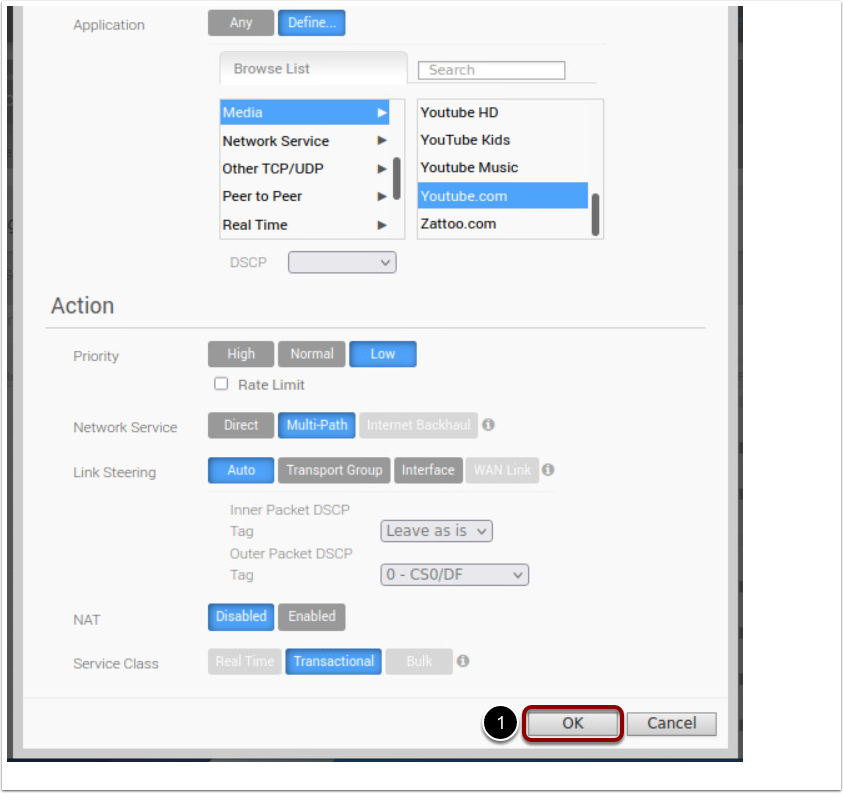 Application Any Define...
Browse List Search
Media Youtube HD
Network Service YouTube Kids
Other TCP/UDP Youtube Music
Peer to Peer Youtube.com
Real Time Zattoo.com
DSCP
Action
Priority High Normal Low
Rate Limit
Network Service Direct Multi-Path Internet Backhaul
Link Steering Auto Transport Group Interface WAN Link
Inner Packet DSCP
Tag Leave as is
Outer Packet DSCP
Tag 0 - CS0/DF
NAT Disabled Enabled
Service Class Real Time Transactional Bulk
1 OK Cancel